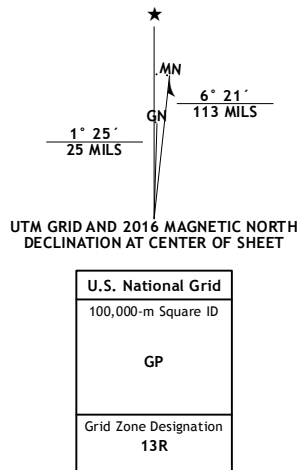 MN
GN
6° 21´
113 MILS
1° 25´
25 MILS
UTM GRID AND 2016 MAGNETIC NORTH
DECLINATION AT CENTER OF SHEET
U.S. National Grid
100,000-m Square ID
GP
Grid Zone Designation
13R